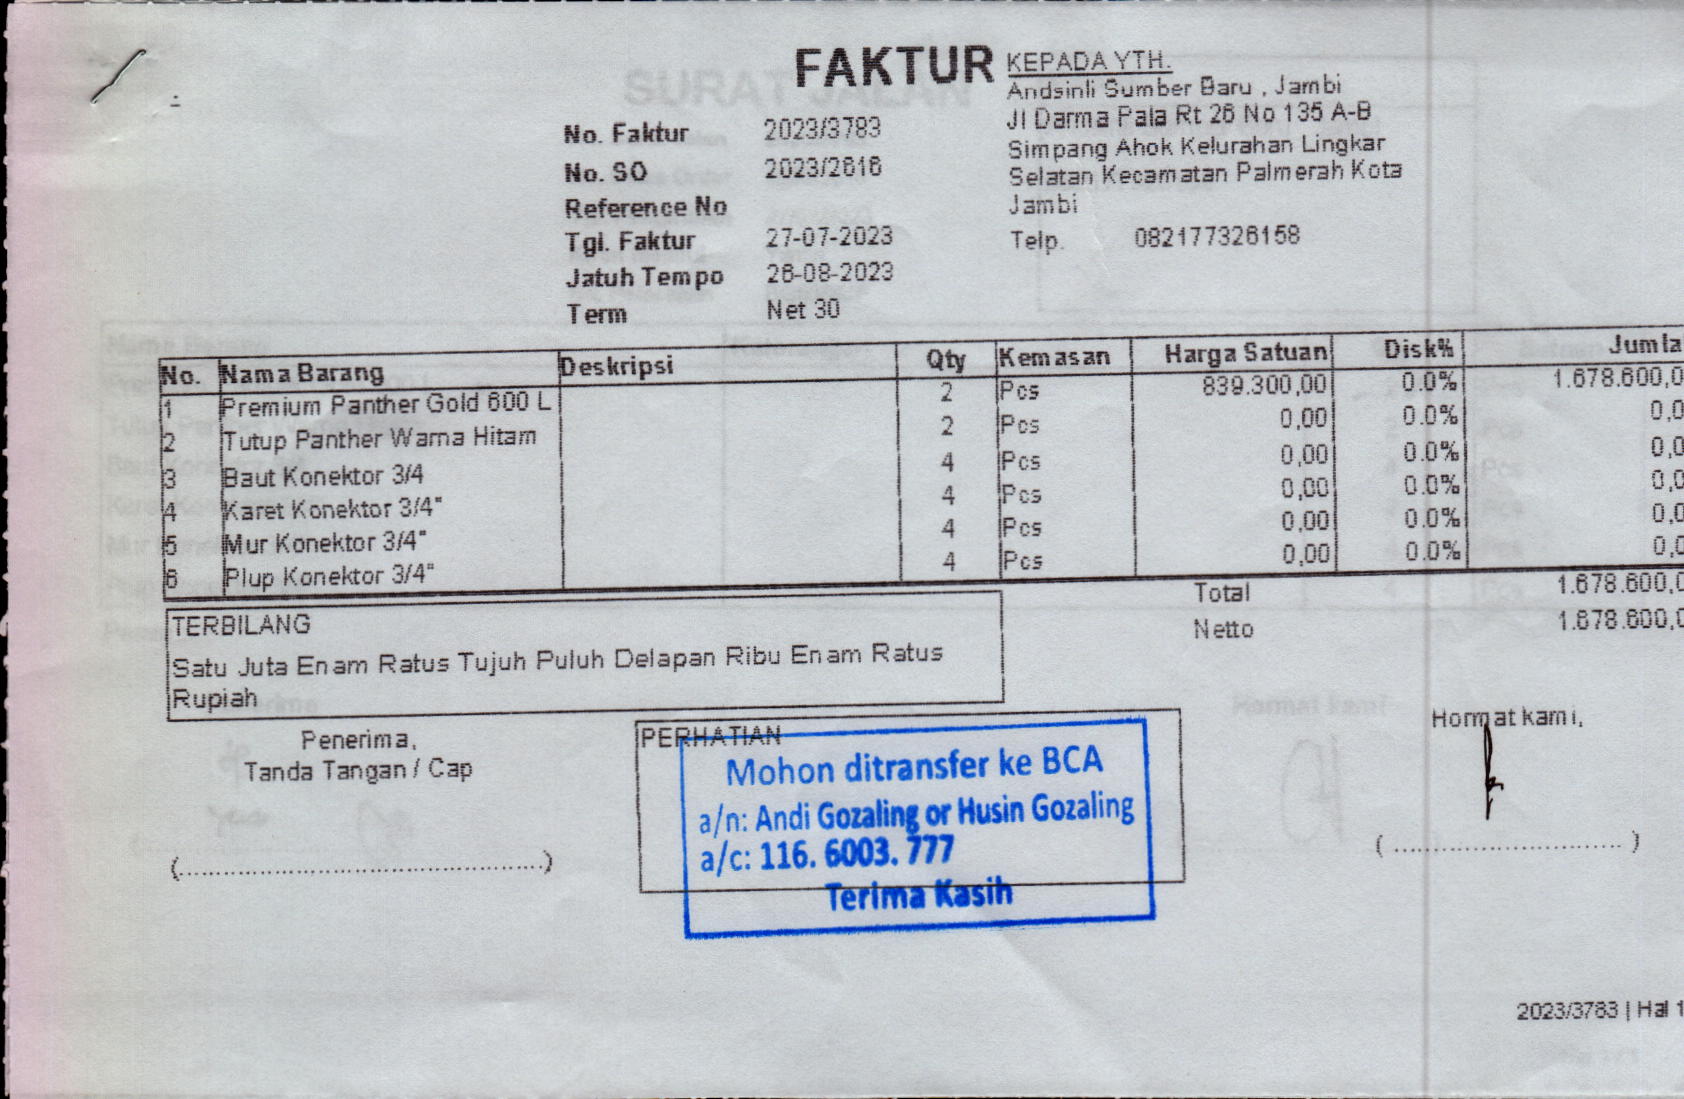 FAKTUR
KEPADA YTH.
Andsinli Sumber Baru , Jambi
Jl Darma Pala Rt 26 No 135 A-B
Simpang Ahok Kelurahan Lingkar
Selatan Kecamatan Palmerah Kota
Jambi
Telp. 082177326158
No. Faktur 2023/3783
No. SO 2023/2616
Reference No
Tgl. Faktur 27-07-2023
Jatuh Tempo 26-08-2023
Term Net 30
No. Nama Barang Deskripsi Qty Kemasan Harga Satuan Disk% Jumla
1 Premium Panther Gold 600 L 2 Pcs 839.300,00 0.0% 1.678.600,0
2 Tutup Panther Warna Hitam 2 Pcs 0,00 0.0% 0,0
3 Baut Konektor 3/4 4 Pcs 0,00 0.0% 0,0
4 Karet Konektor 3/4" 4 Pcs 0,00 0.0% 0,0
5 Mur Konektor 3/4" 4 Pcs 0,00 0.0% 0,0
6 Plup Konektor 3/4" 4 Pcs 0,00 0.0% 0,0
Total 1.678.600,0
Netto 1.678.600,0
TERBILANG
Satu Juta Enam Ratus Tujuh Puluh Delapan Ribu Enam Ratus
Rupiah
Penerima,
Tanda Tangan / Cap
PERHATIAN
Mohon ditransfer ke BCA
a/n: Andi Gozaling or Husin Gozaling
a/c: 116. 6003. 777
Terima Kasih
Hormat kami,
2023/3783 | Hal 1